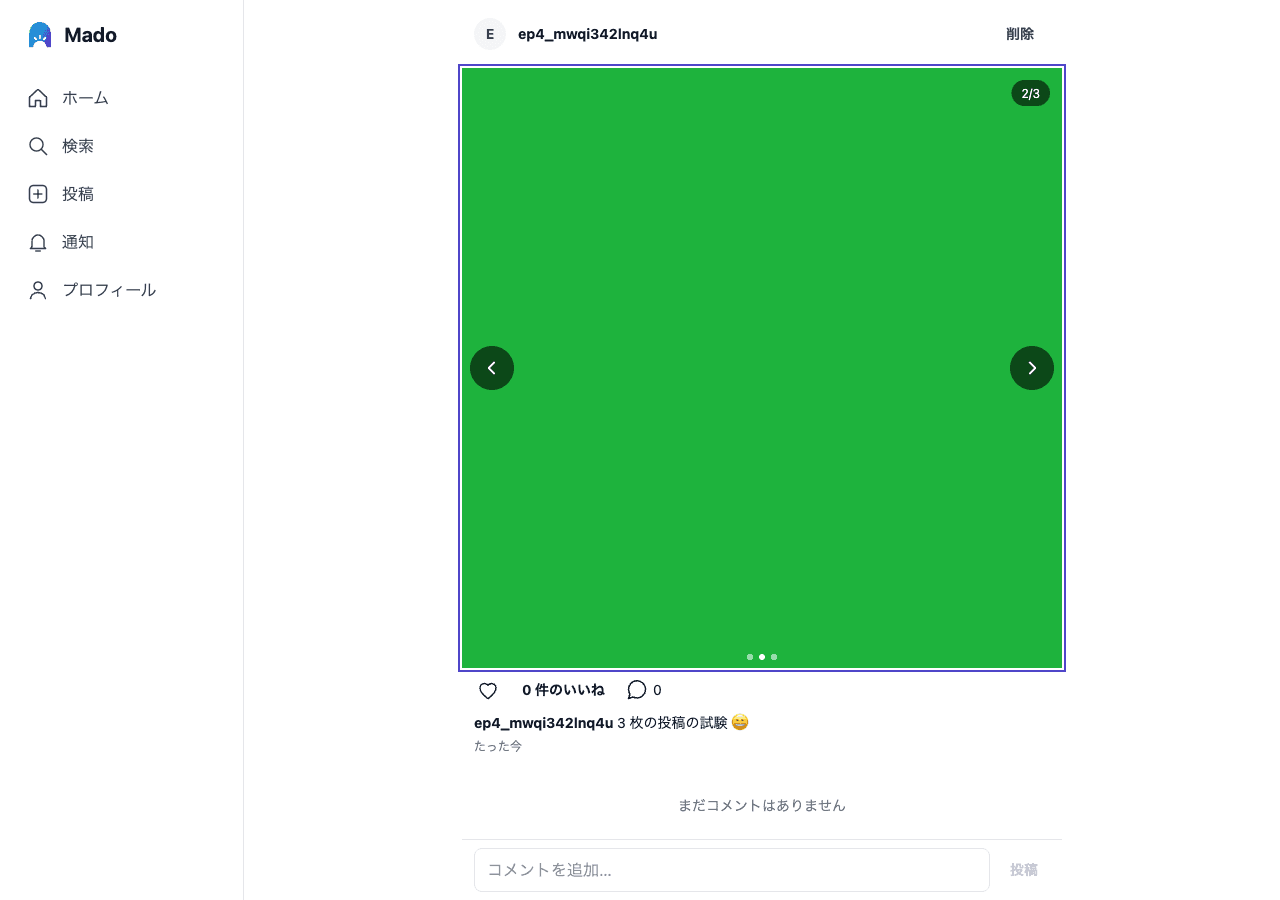 Mado
ホーム
検索
投稿
通知
プロフィール
E ep4_mwqi342lnq4u 削除
2/3
0 件のいいね 0
ep4_mwqi342lnq4u 3 枚の投稿の試験 😄
たった今
まだコメントはありません
コメントを追加... 投稿